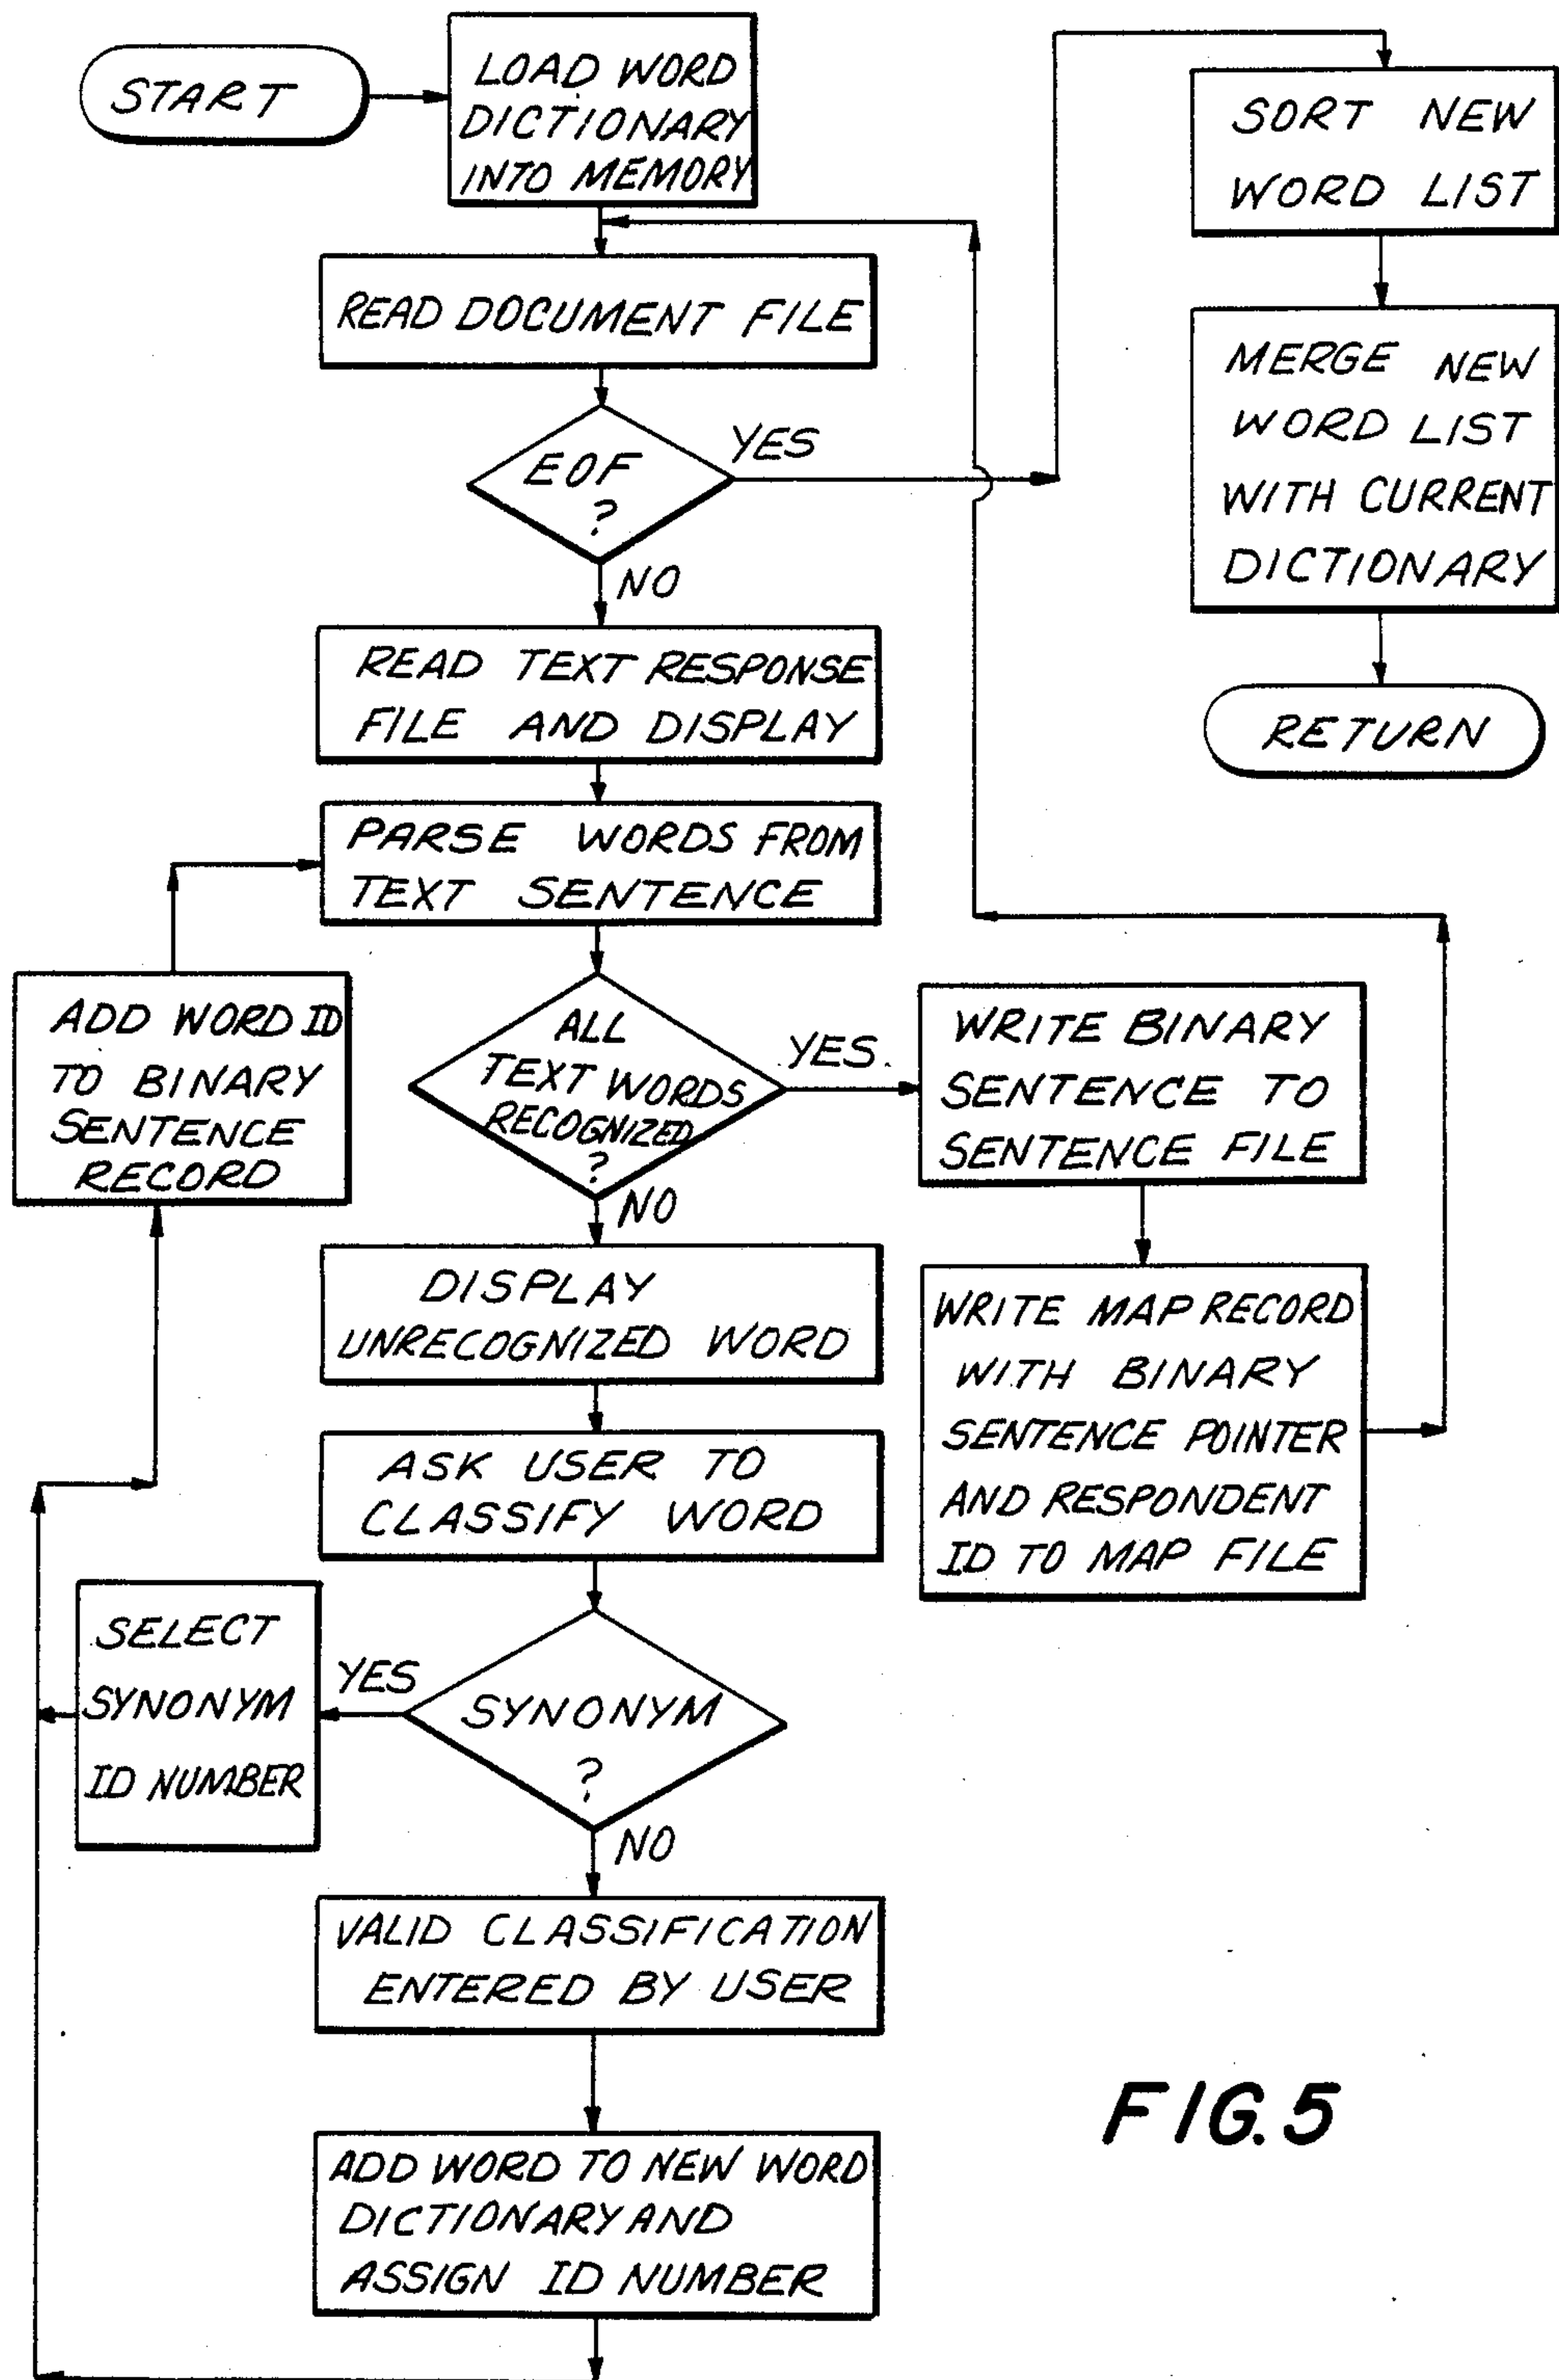 START
LOAD WORD
DICTIONARY
INTO MEMORY
READ DOCUMENT FILE
EOF
?
YES
NO
SORT NEW
WORD LIST
MERGE NEW
WORD LIST
WITH CURRENT
DICTIONARY
RETURN
READ TEXT RESPONSE
FILE AND DISPLAY
PARSE WORDS FROM
TEXT SENTENCE
ADD WORD ID
TO BINARY
SENTENCE
RECORD
ALL
TEXT WORDS
RECOGNIZED
?
YES
NO
WRITE BINARY
SENTENCE TO
SENTENCE FILE
WRITE MAP RECORD
WITH BINARY
SENTENCE POINTER
AND RESPONDENT
ID TO MAP FILE
DISPLAY
UNRECOGNIZED WORD
ASK USER TO
CLASSIFY WORD
SYNONYM
?
YES
NO
SELECT
SYNONYM
ID NUMBER
VALID CLASSIFICATION
ENTERED BY USER
ADD WORD TO NEW WORD
DICTIONARY AND
ASSIGN ID NUMBER
FIG. 5